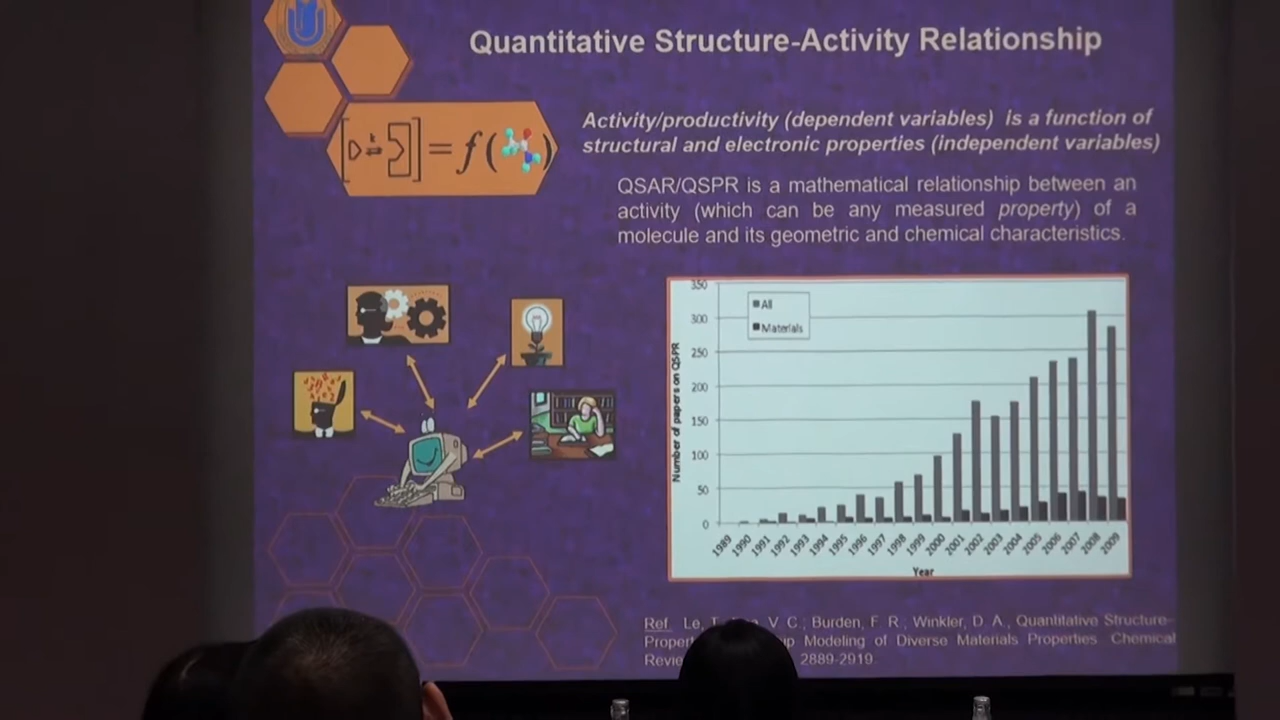 Quantitative Structure-Activity Relationship
Activity/productivity (dependent variables) is a function of
structural and electronic properties (independent variables)
= f( )
QSAR/QSPR is a mathematical relationship between an
activity (which can be any measured property) of a
molecule and its geometric and chemical characteristics.
350
300
250
200
150
100
50
0
All
Materials
Number of papers on QSPR
1989 1990 1991 1992 1993 1994 1995 1996 1997 1998 1999 2000 2001 2002 2003 2004 2005 2006 2007 2008 2009
Year
Ref. Le, V. C.; Burden, F. R.; Winkler, D. A., Quantitative Structure-
Modeling of Diverse Materials Properties. Chemical
2889-2919.